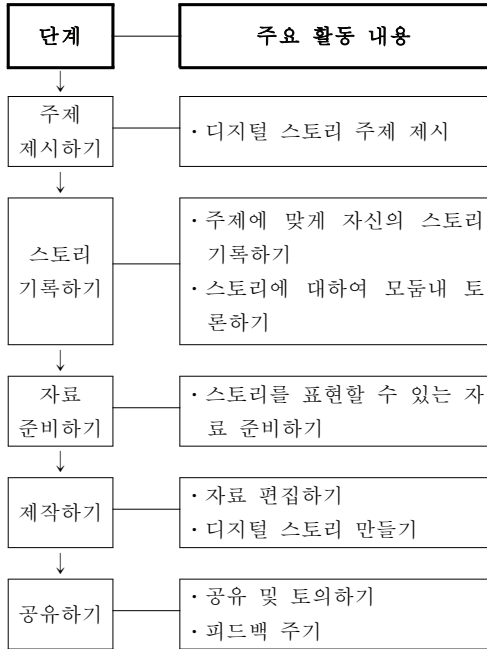 단계
주요 활동 내용
주제
제시하기
· 디지털 스토리 주제 제시
스토리
기록하기
· 주제에 맞게 자신의 스토리
기록하기
· 스토리에 대하여 모둠내 토
론하기
자료
준비하기
· 스토리를 표현할 수 있는 자
료 준비하기
제작하기
· 자료 편집하기
· 디지털 스토리 만들기
공유하기
· 공유 및 토의하기
· 피드백 주기